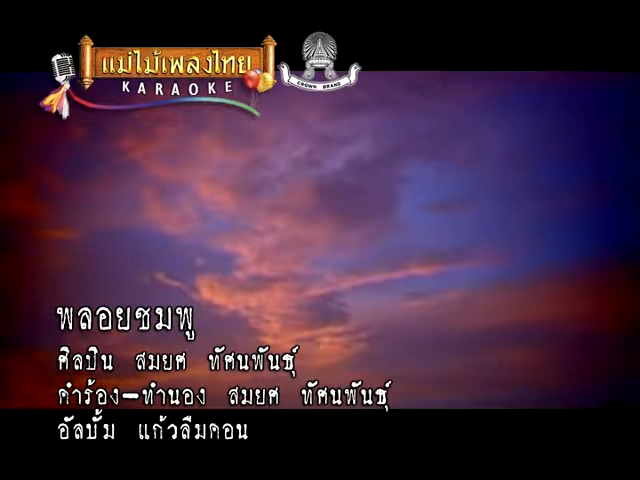 แม่ไม้เพลงไทย
KARAOKE
CROWN BRAND
พลอยชมพู
ศิลปิน สมยศ ทัศนพันธุ์
คำร้อง-ทำนอง สมยศ ทัศนพันธุ์
อัลบั้ม แก้วลืมคอน